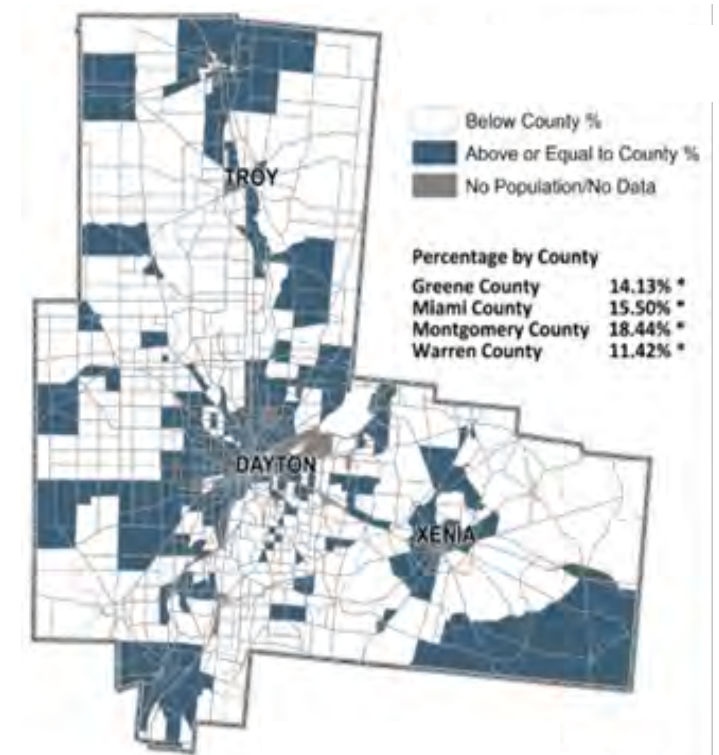 Below County %
Above or Equal to County %
No Population/No Data
TROY
Percentage by County
Greene County 14.13% *
Miami County 15.50% *
Montgomery County 18.44% *
Warren County 11.42% *
DAYTON
XENIA